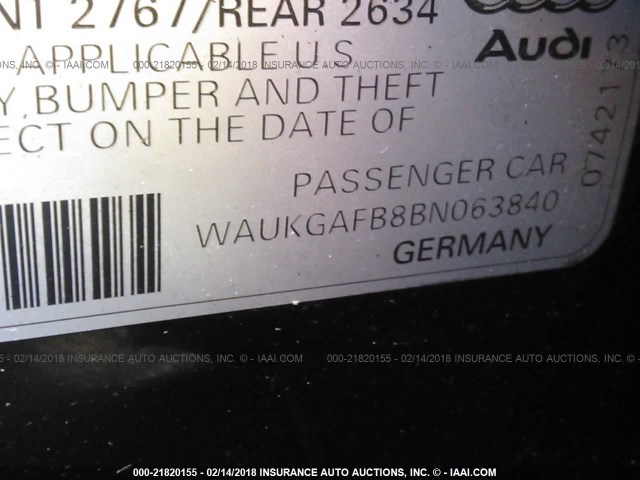 2767/REAR 2634
Audi
APPLICABLE U S
BUMPER AND THEFT
ECT ON THE DATE OF
PASSENGER CAR
WAUKGAFB8BN063840
GERMANY
0742113
000-21820155 - 02/14/2018 INSURANCE AUTO AUCTIONS, INC. © - IAAI.COM
000-21820155 - 02/14/2018 INSURANCE AUTO AUCTIONS, INC. © - IAAI.COM
000-21820155 - 02/14/2018 INSURANCE AUTO AUCTIONS, INC. © - IAAI.COM